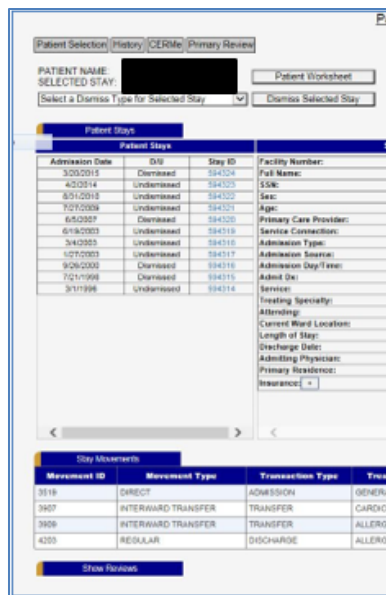 Patient Selection History CERMe Primary Review
PATIENT NAME:
SELECTED STAY:
Patient Worksheet
Select a Dismiss Type for Selected Stay
Dismiss Selected Stay
Patient Stays
Patient Stays
Admission Date D/U Stay ID
3/20/2015 Dismissed 594324
4/2/2014 Undismissed 594323
8/31/2010 Undismissed 594322
7/27/2009 Undismissed 594321
6/5/2007 Dismissed 594320
6/19/2003 Undismissed 594319
3/4/2003 Undismissed 594318
1/27/2003 Undismissed 594317
9/26/2000 Dismissed 594316
7/21/1998 Dismissed 594315
3/1/1996 Undismissed 594314
Facility Number:
Full Name:
SSN:
Sex:
Age:
Primary Care Provider:
Service Connection:
Admission Type:
Admission Source:
Admission Day/Time:
Admit Dx:
Service:
Treating Specialty:
Attending:
Current Ward Location:
Length of Stay:
Discharge Date:
Admitting Physician:
Primary Residence:
Insurance: +
Stay Movements
Movement ID Movement Type Transaction Type Trea
3519 DIRECT ADMISSION GENER
3907 INTERWARD TRANSFER TRANSFER CARDIO
3909 INTERWARD TRANSFER TRANSFER ALLERG
4203 REGULAR DISCHARGE ALLERG
Show Reviews